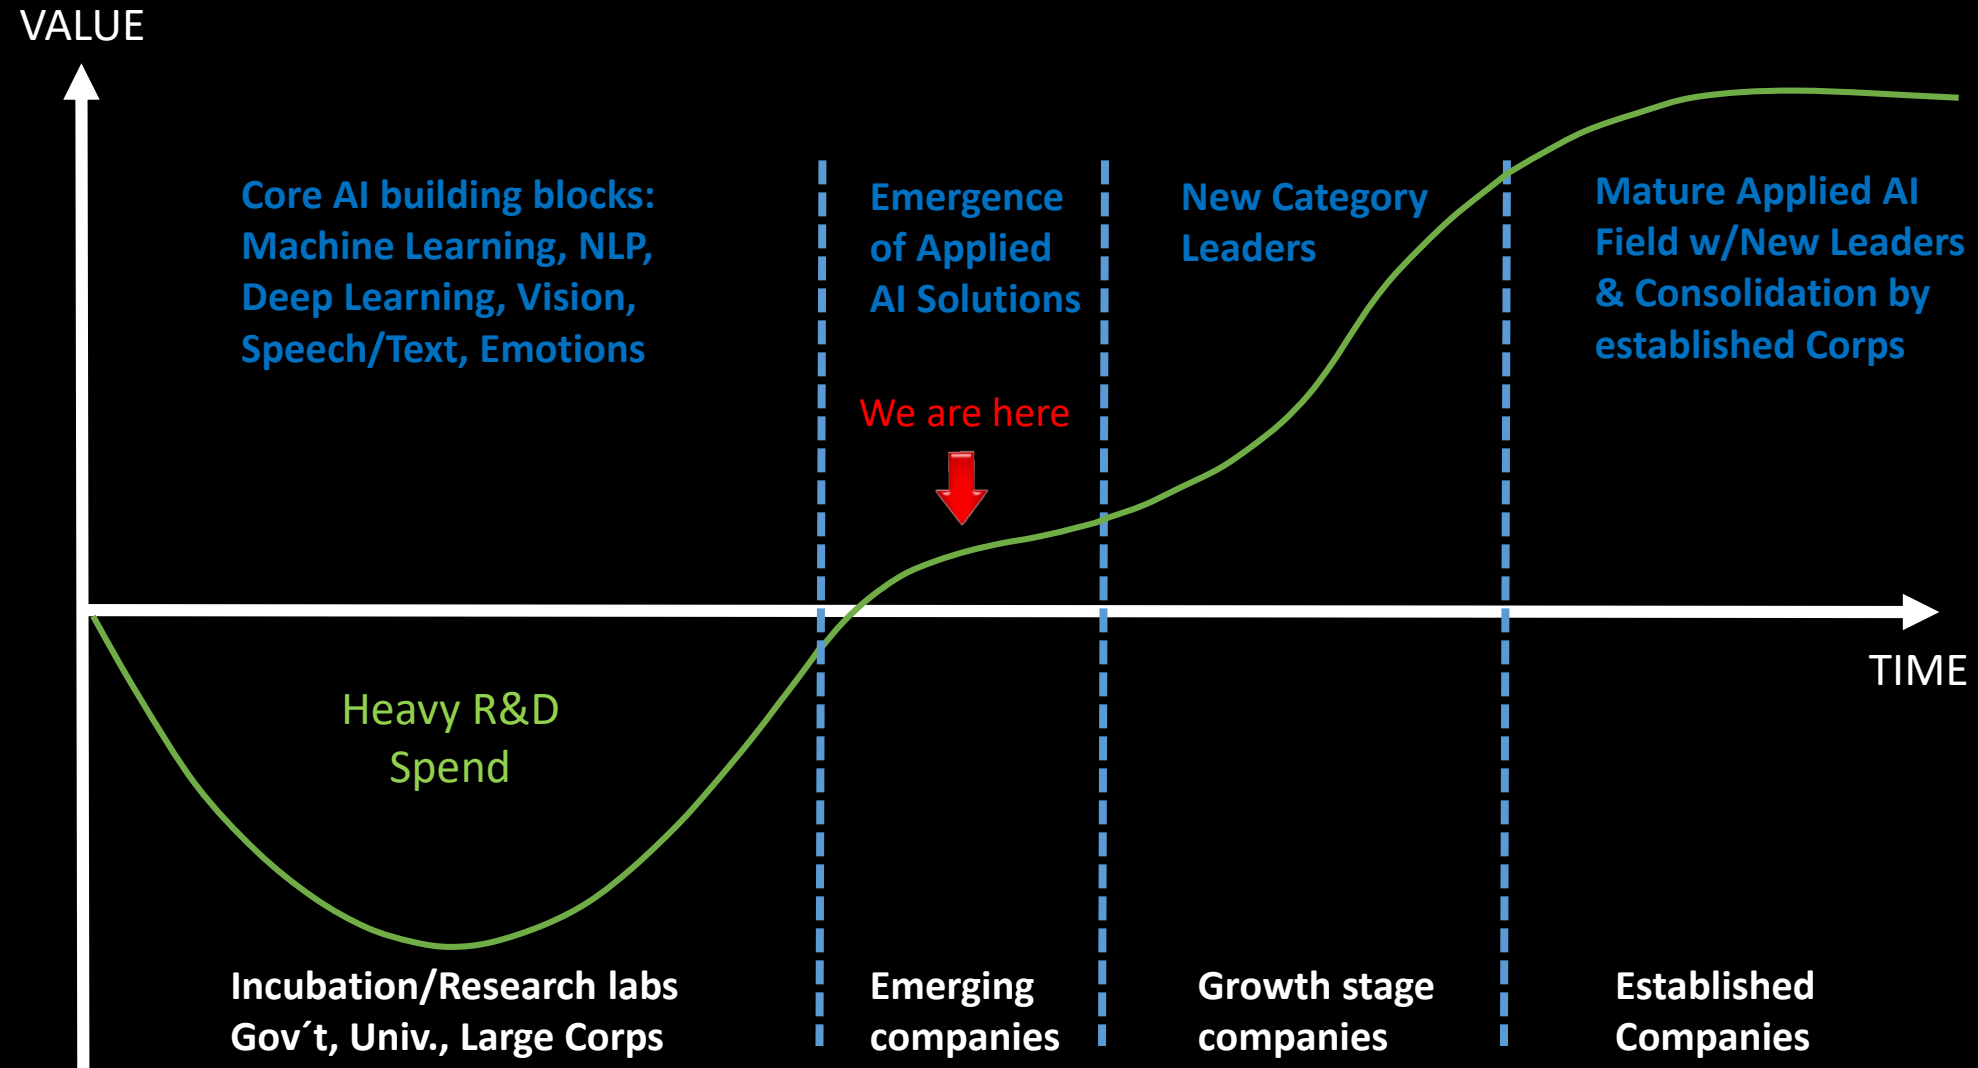 VALUE
Core AI building blocks:
Machine Learning, NLP,
Deep Learning, Vision,
Speech/Text, Emotions
Emergence
of Applied
AI Solutions
New Category
Leaders
Mature Applied AI
Field w/New Leaders
& Consolidation by
established Corps
We are here
TIME
Heavy R&D
Spend
Incubation/Research labs
Gov´t, Univ., Large Corps
Emerging
companies
Growth stage
companies
Established
Companies